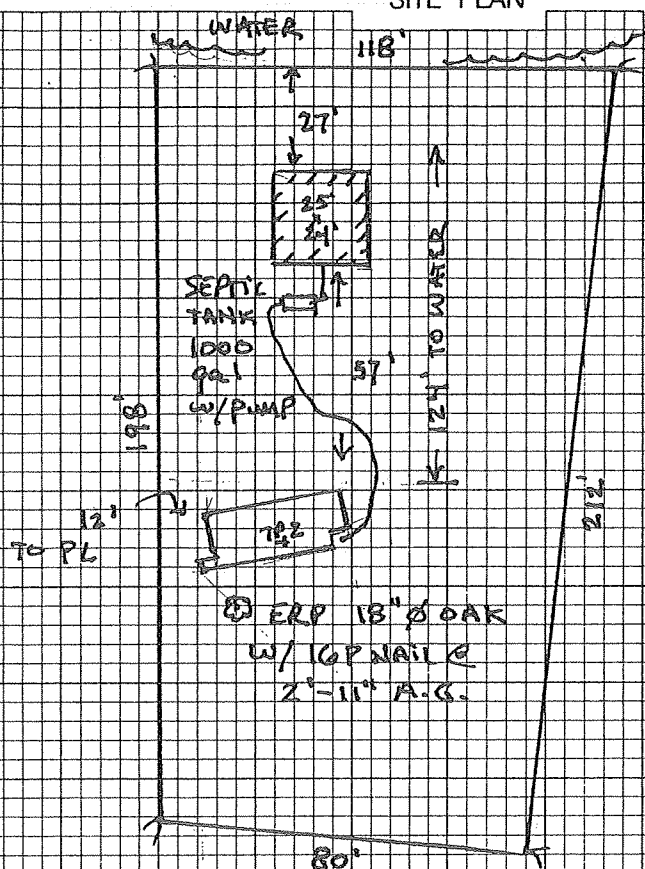 SITE PLAN
WATER
118'
27'
25'
24'
SEPTIC
TANK
1000
gal
W/PUMP
57'
124' TO WATER
198'
212'
12'
TO PL
ERP 18" Ø OAK
W/ 16P NAIL @
2'-11" A.G.
80'